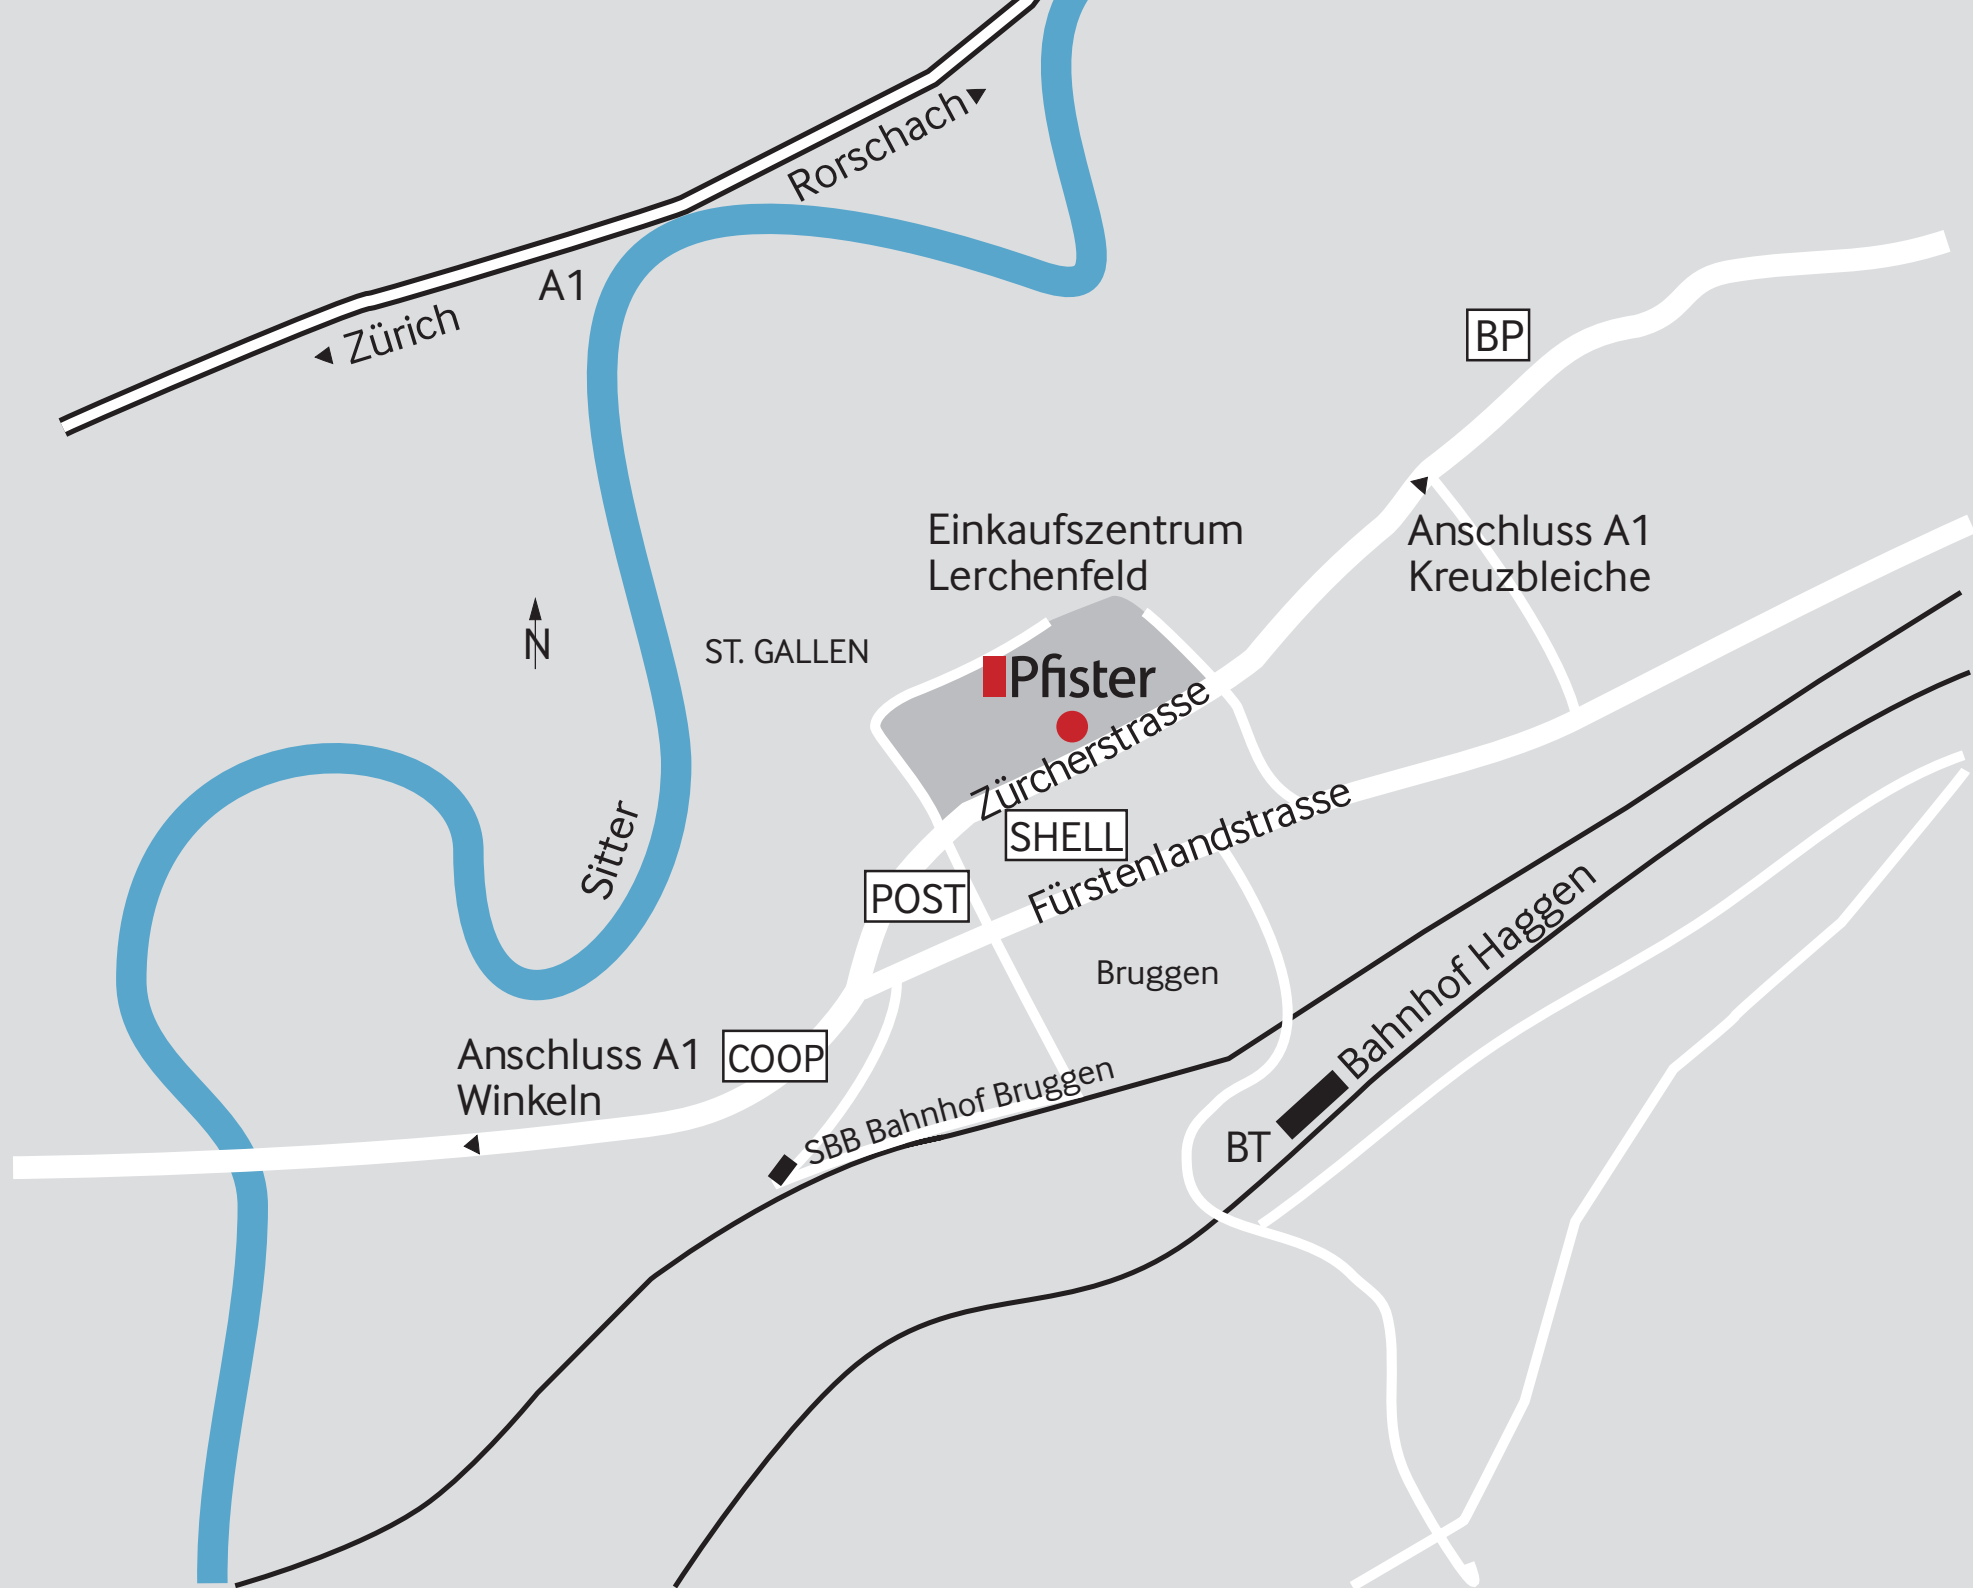 Rorschach
A1
Zürich
BP
Einkaufszentrum
Lerchenfeld
Anschluss A1
Kreuzbleiche
N
ST. GALLEN
Pfister
Zürcherstrasse
SHELL
Fürstenlandstrasse
Sitter
POST
Bruggen
Bahnhof Haggen
Anschluss A1
Winkeln
COOP
SBB Bahnhof Bruggen
BT